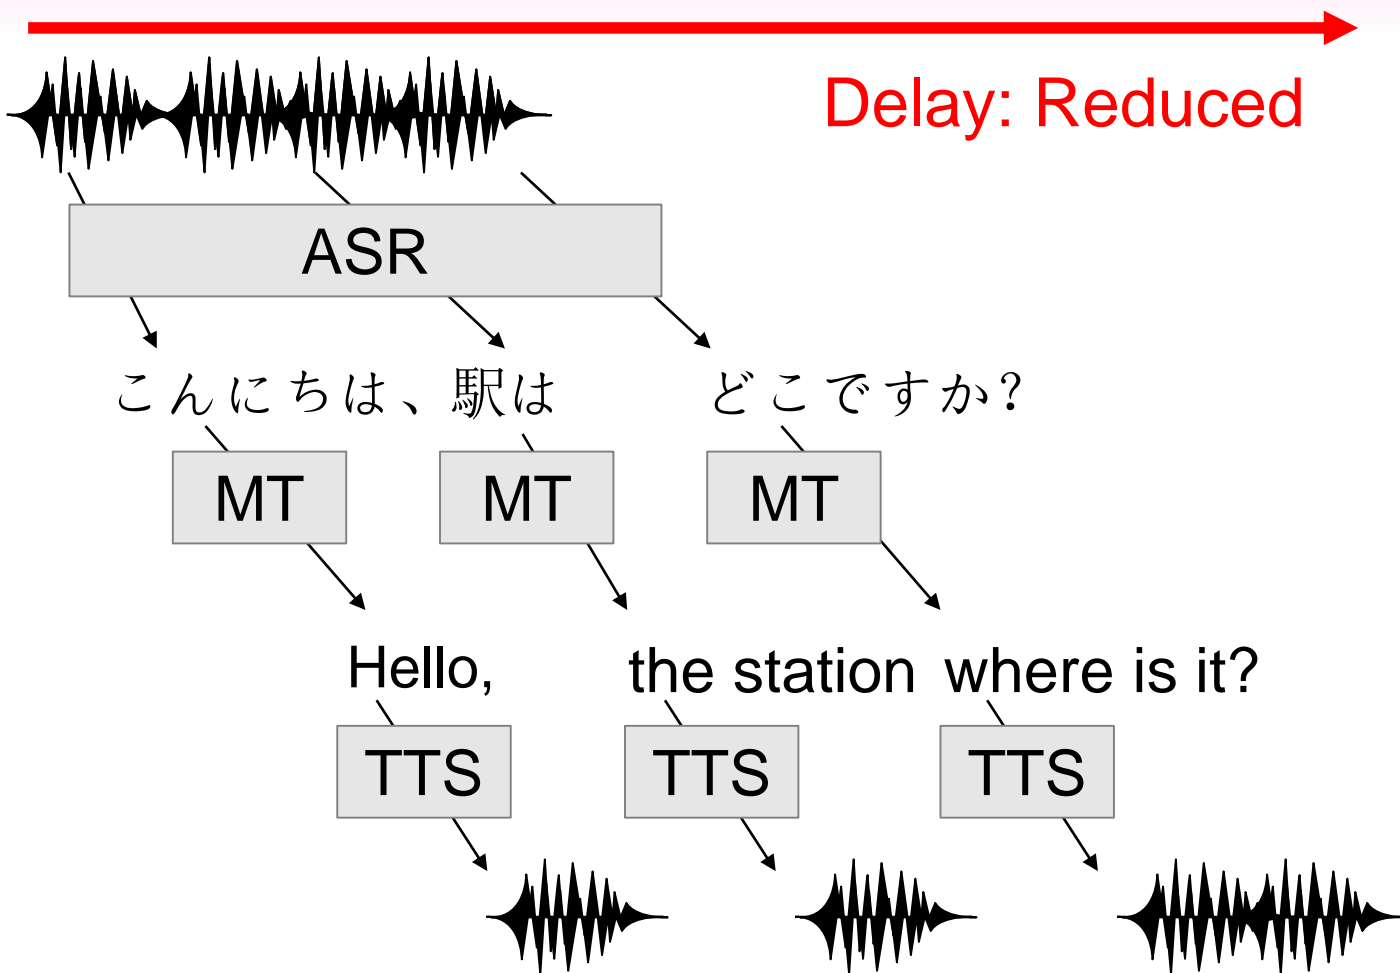 Delay: Reduced
ASR
こんにちは、駅は どこですか?
MT MT MT
Hello, the station where is it?
TTS TTS TTS